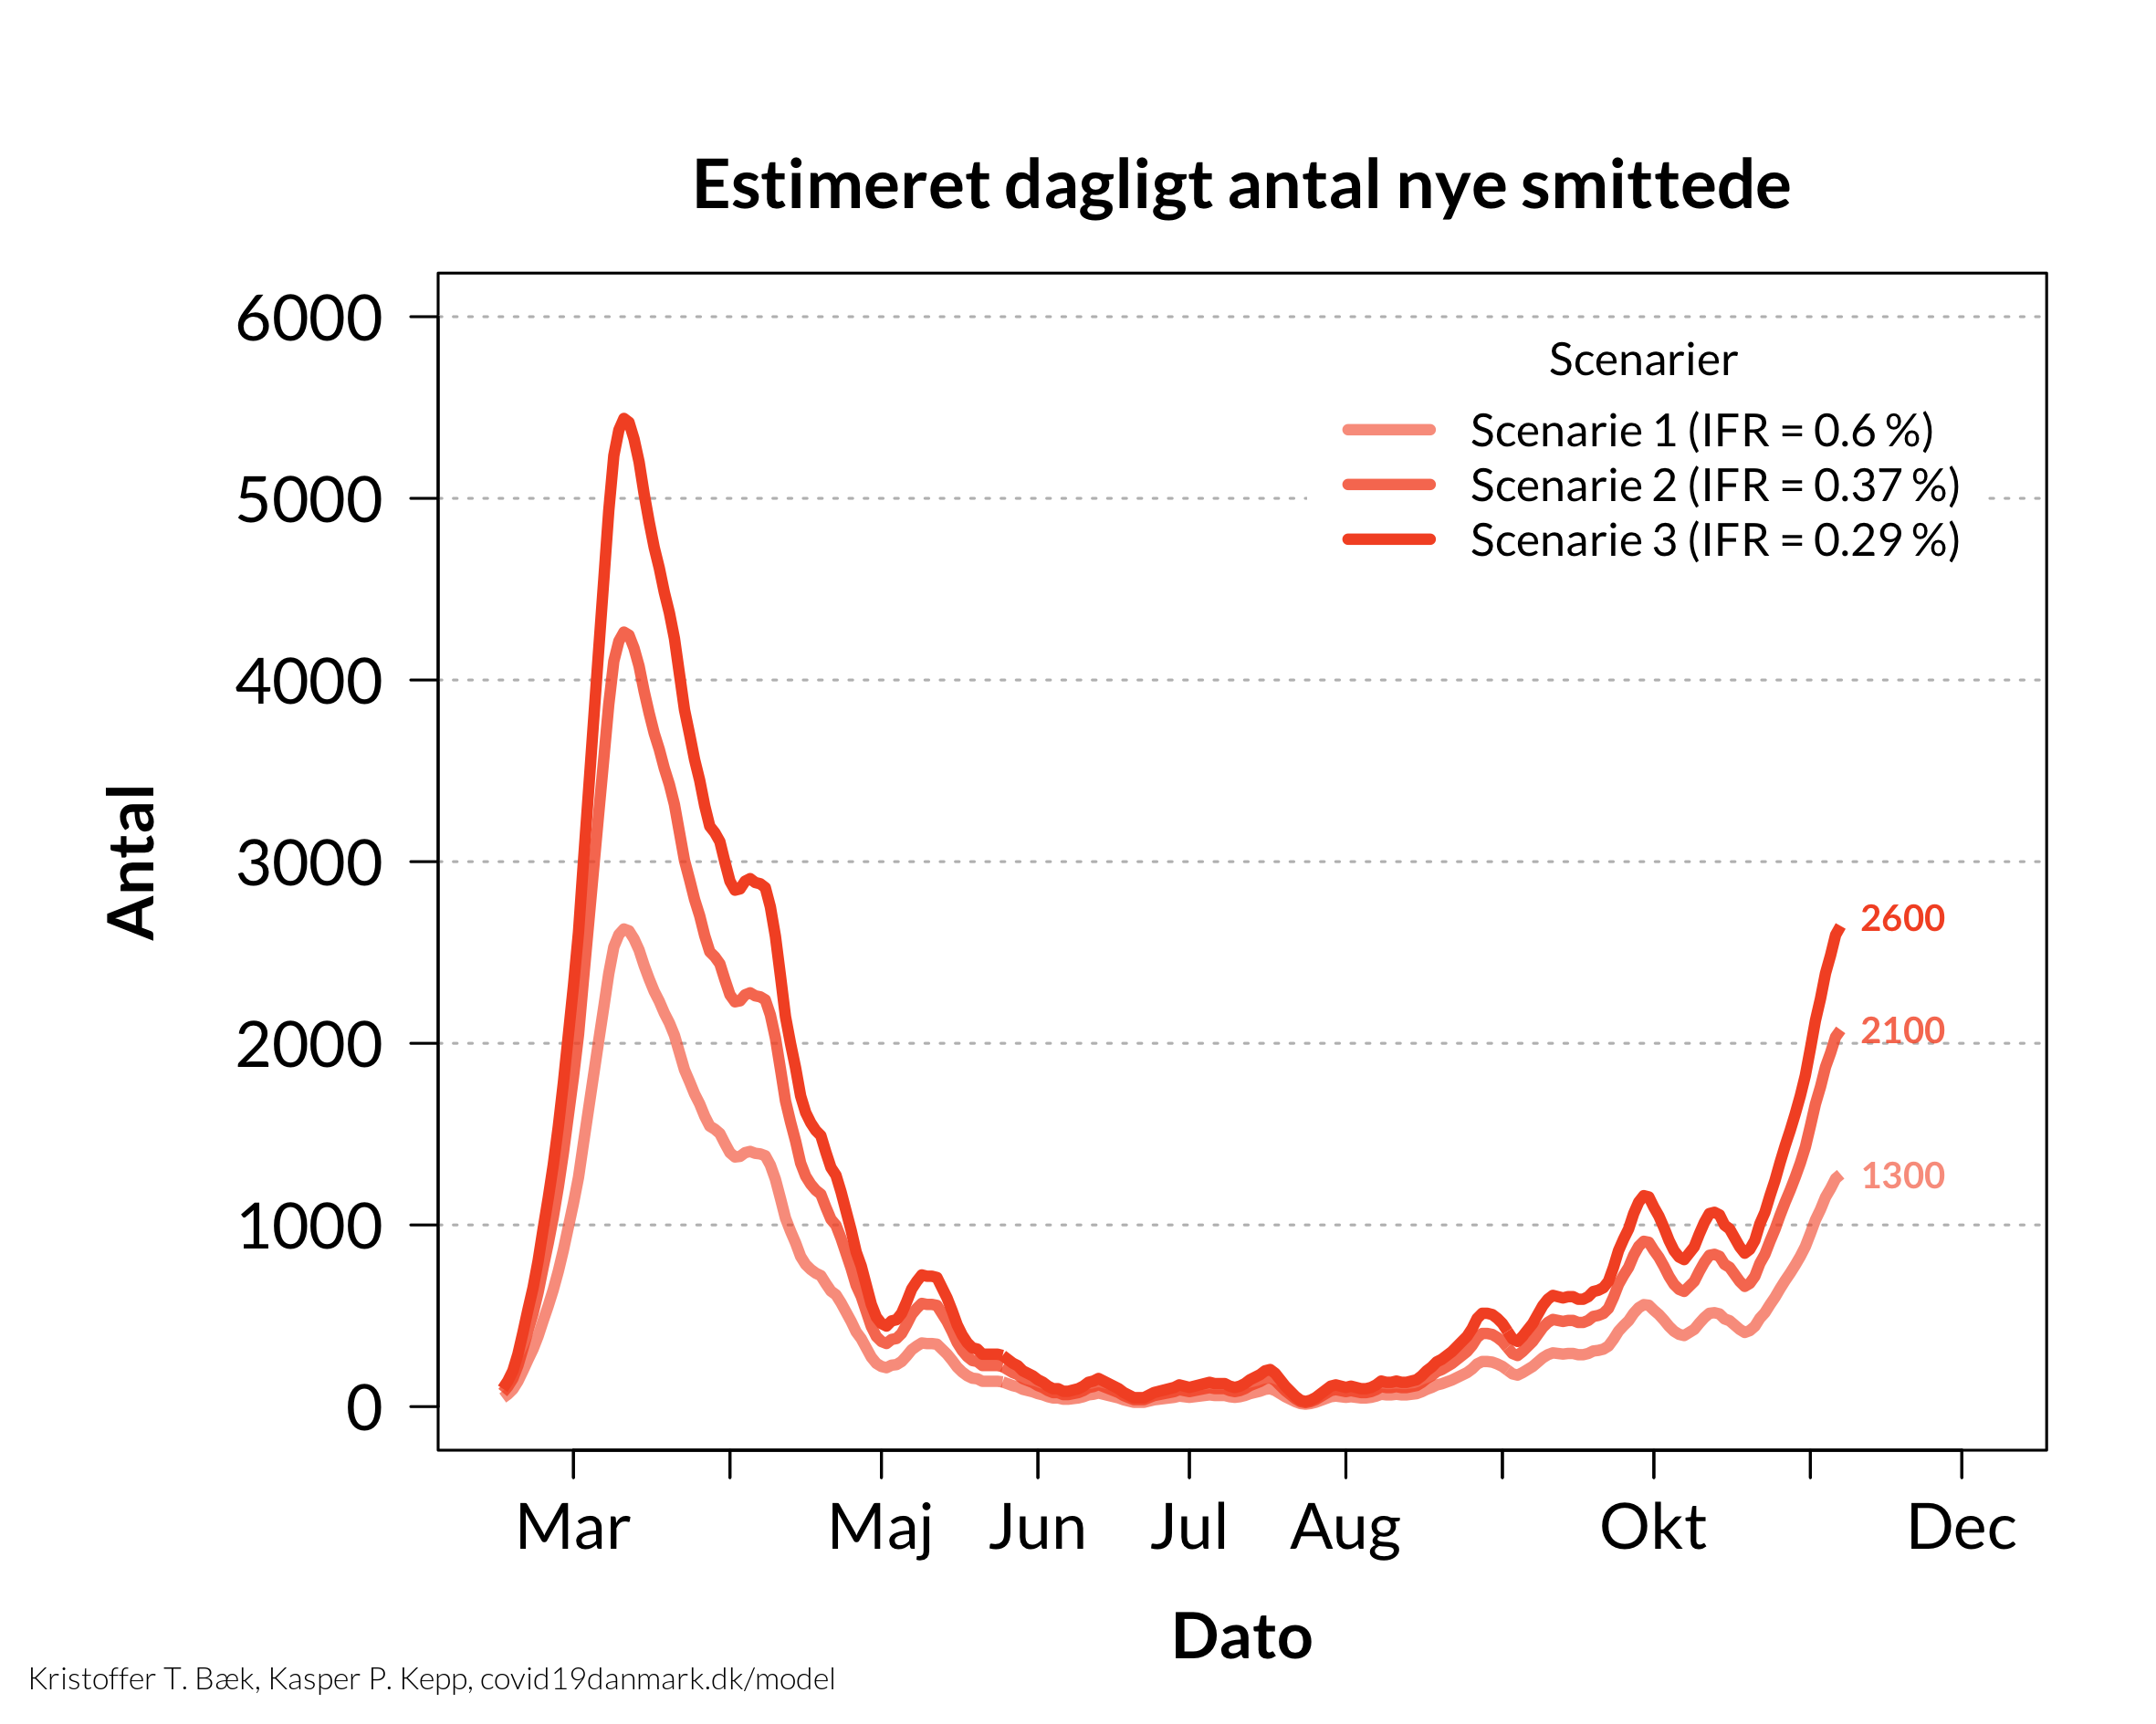 Estimeret dagligt antal nye smittede
Antal
6000
5000
4000
3000
2000
1000
0
Scenarier
Scenarie 1 (IFR = 0.6 %)
Scenarie 2 (IFR = 0.37 %)
Scenarie 3 (IFR = 0.29 %)
2600
2100
1300
Mar Maj Jun Jul Aug Okt Dec
Dato
Kristoffer T. Bæk, Kasper P. Kepp, covid19danmark.dk/model